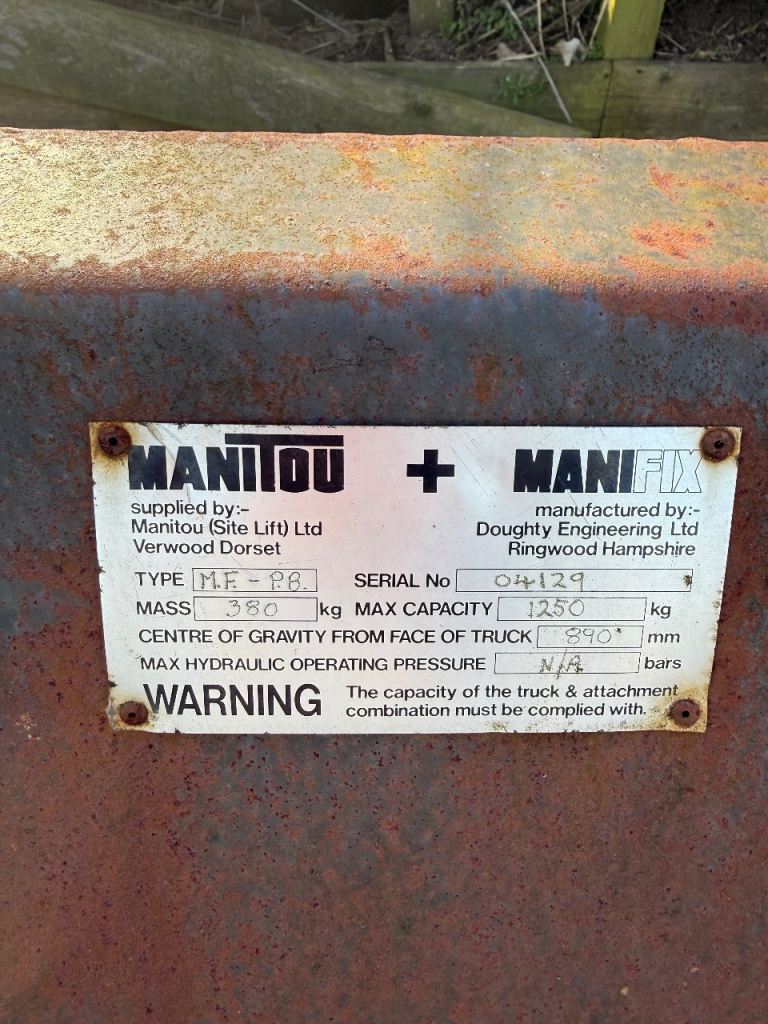 MANITOU + MANIFIX
supplied by:- manufactured by:-
Manitou (Site Lift) Ltd Doughty Engineering Ltd
Verwood Dorset Ringwood Hampshire
TYPE M.F.-P.B. SERIAL No 04129
MASS 380 kg MAX CAPACITY 1250 kg
CENTRE OF GRAVITY FROM FACE OF TRUCK 890 mm
MAX HYDRAULIC OPERATING PRESSURE N/A bars
WARNING The capacity of the truck & attachment
combination must be complied with.